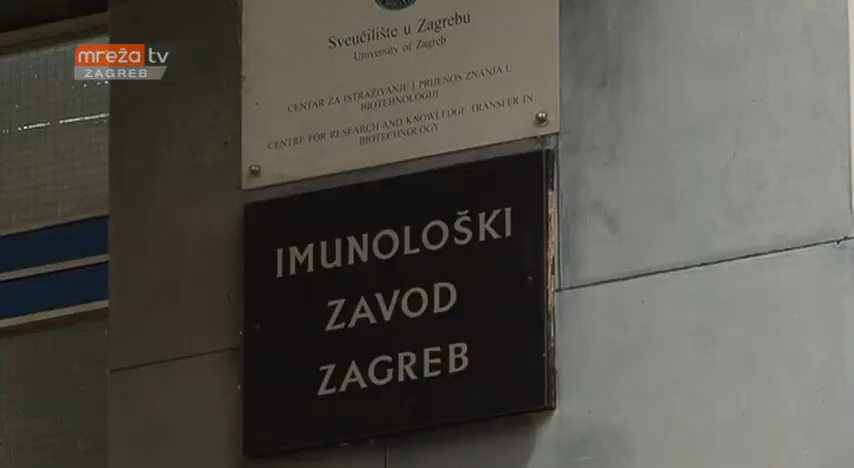 mreža tv
ZAGREB
Sveučilište u Zagrebu
University of Zagreb
CENTAR ZA ISTRAŽIVANJE I PRIJENOS ZNANJA U
BIOTEHNOLOGIJI
CENTRE FOR RESEARCH AND KNOWLEDGE TRANSFER IN
BIOTECHNOLOGY
IMUNOLOŠKI
ZAVOD
ZAGREB